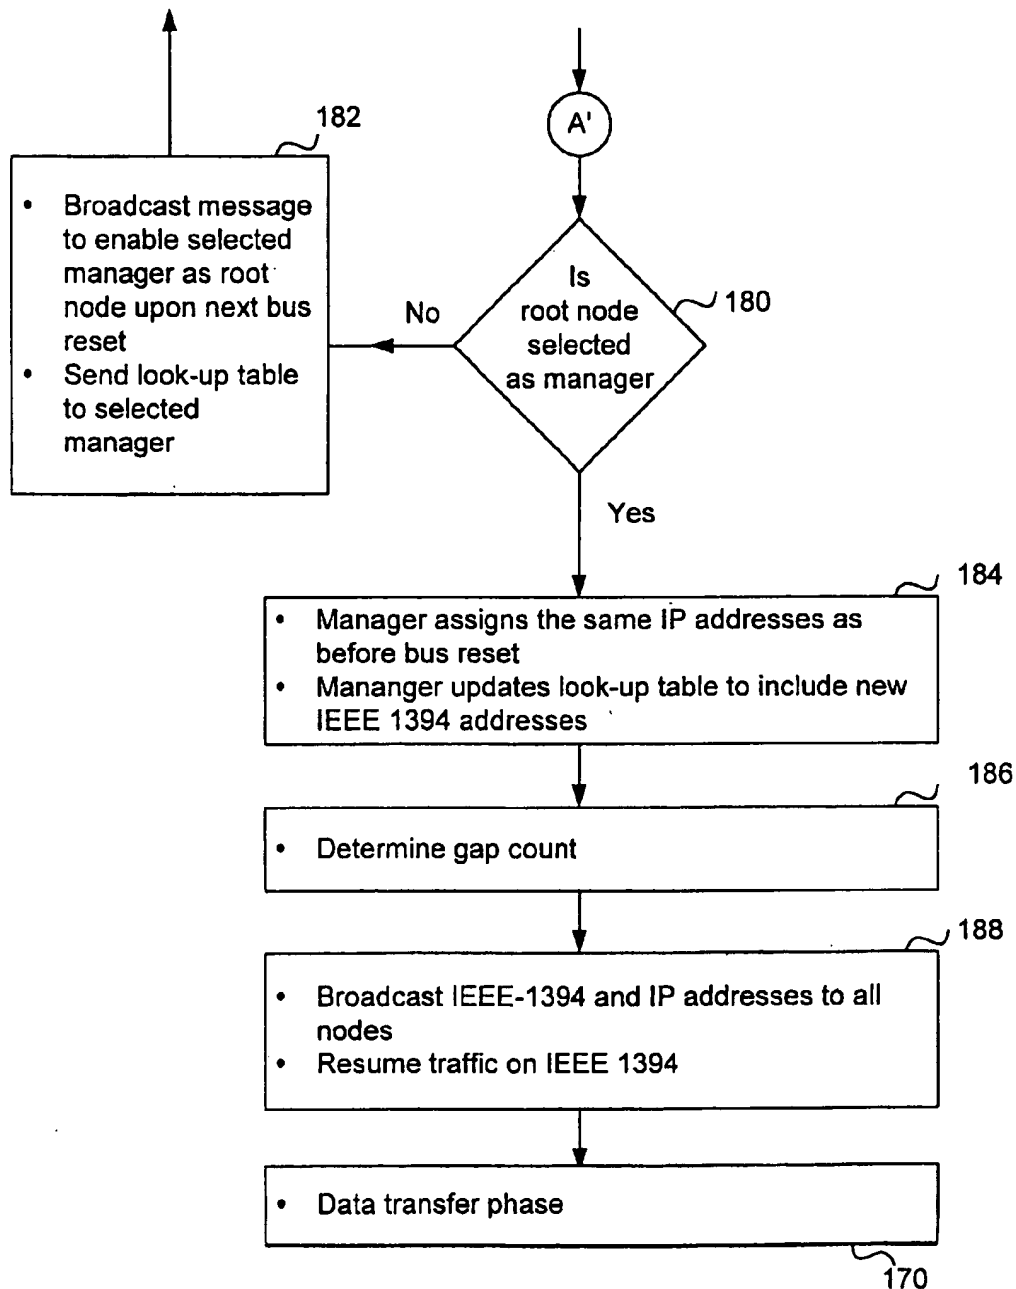 A'
182
• Broadcast message
to enable selected
manager as root
node upon next bus
reset
• Send look-up table
to selected
manager
No
Is
root node
selected
as manager
180
Yes
184
• Manager assigns the same IP addresses as
before bus reset
• Mananger updates look-up table to include new
IEEE 1394 addresses
186
• Determine gap count
188
• Broadcast IEEE-1394 and IP addresses to all
nodes
• Resume traffic on IEEE 1394
• Data transfer phase
170